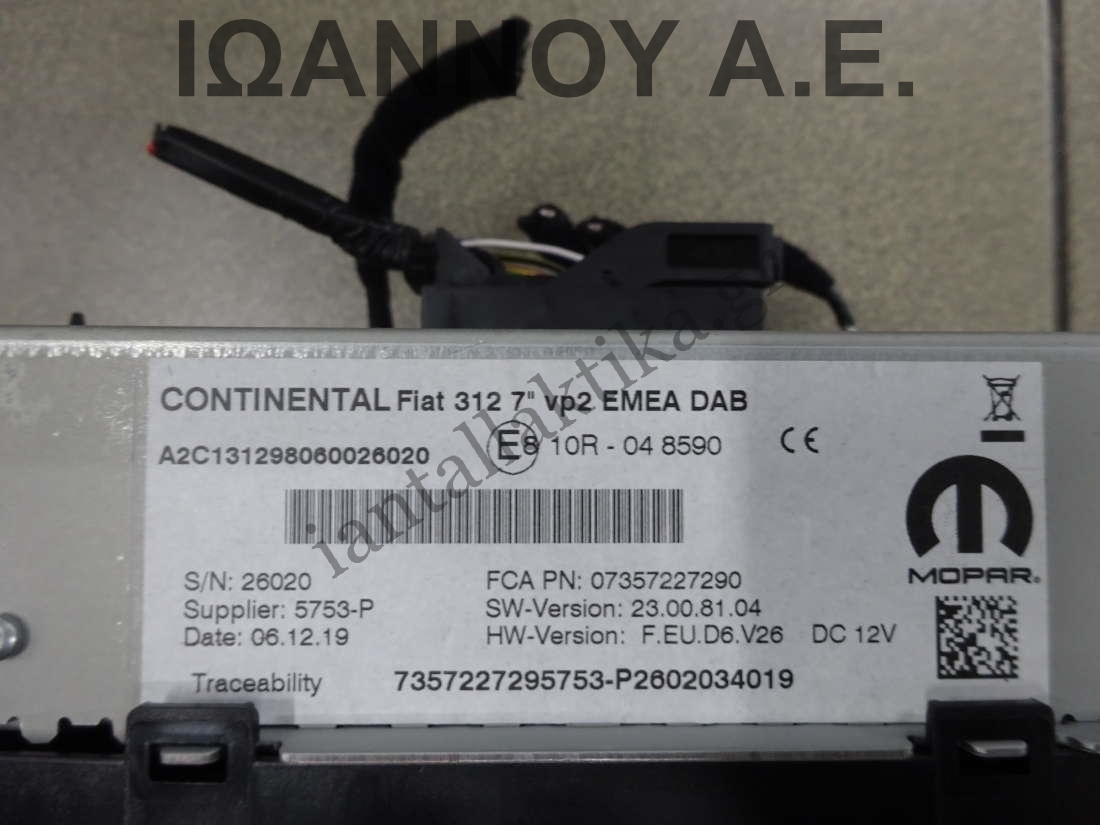 ΙΩΑΝΝΟΥ Α.Ε.
CONTINENTAL Fiat 312 7" vp2 EMEA DAB
A2C131298060026020
E8 10R - 04 8590 CE
S/N: 26020
Supplier: 5753-P
Date: 06.12.19
FCA PN: 07357227290
SW-Version: 23.00.81.04
HW-Version: F.EU.D6.V26 DC 12V
Traceability 7357227295753-P2602034019
MOPAR®
iantallaktika.gr